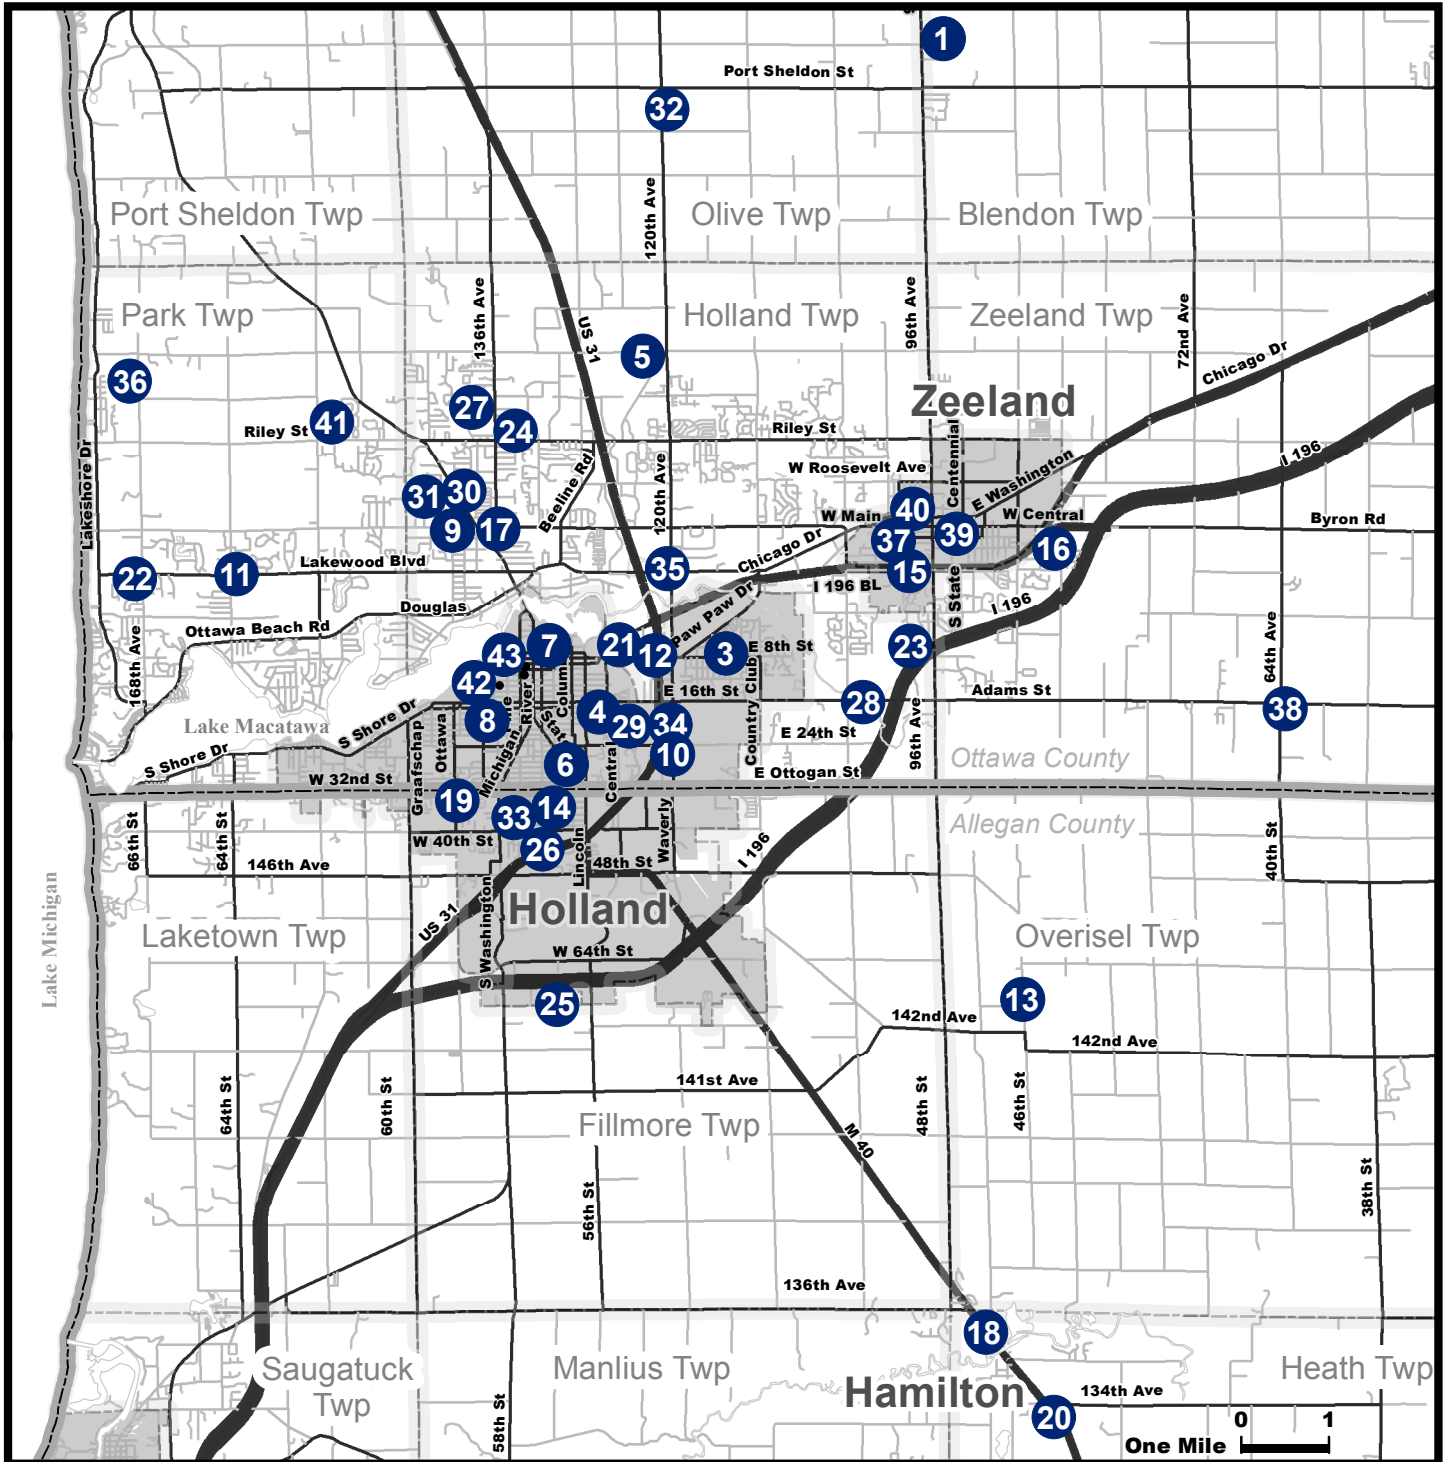 1
Port Sheldon St
32
120th Ave
Port Sheldon Twp
Olive Twp
Blendon Twp
136th Ave
US 31
96th Ave
72nd Ave
Park Twp
Holland Twp
Zeeland Twp
5
Chicago Dr
36
27
Zeeland
41
24
Riley St
Riley St
Lakeshore Dr
Beeline Rd
120th Ave
W Roosevelt Ave
Centennial
E Washington
I 196
31
30
40
W Main
W Central
Byron Rd
9
17
37
39
16
Chicago Dr
Lakewood Blvd
22
11
35
15
I 196 BL
Douglas
Paw Paw Dr
S State
I 196
Ottawa Beach Rd
168th Ave
43
7
21
12
3
E 8th St
23
64th Ave
42
Columbia
E 16th St
Country Club
28
Adams St
38
Lake Macatawa
S Shore Dr
8
River
State
4
29
34
E 24th St
96th Ave
S Shore Dr
Graafschap
Ottawa
Michigan
6
Central
10
Ottawa County
W 32nd St
E Ottogan St
19
33
14
66th St
64th St
Waverly
Allegan County
W 40th St
26
Lincoln
I 196
40th St
146th Ave
48th St
Lake Michigan
US 31
S Washington
Holland
Laketown Twp
Overisel Twp
W 64th St
25
13
142nd Ave
142nd Ave
64th St
60th St
141st Ave
48th St
46th St
Fillmore Twp
M 40
56th St
38th St
136th Ave
18
Saugatuck
Twp
Manlius Twp
Heath Twp
Hamilton
134th Ave
58th St
20
0 1
One Mile